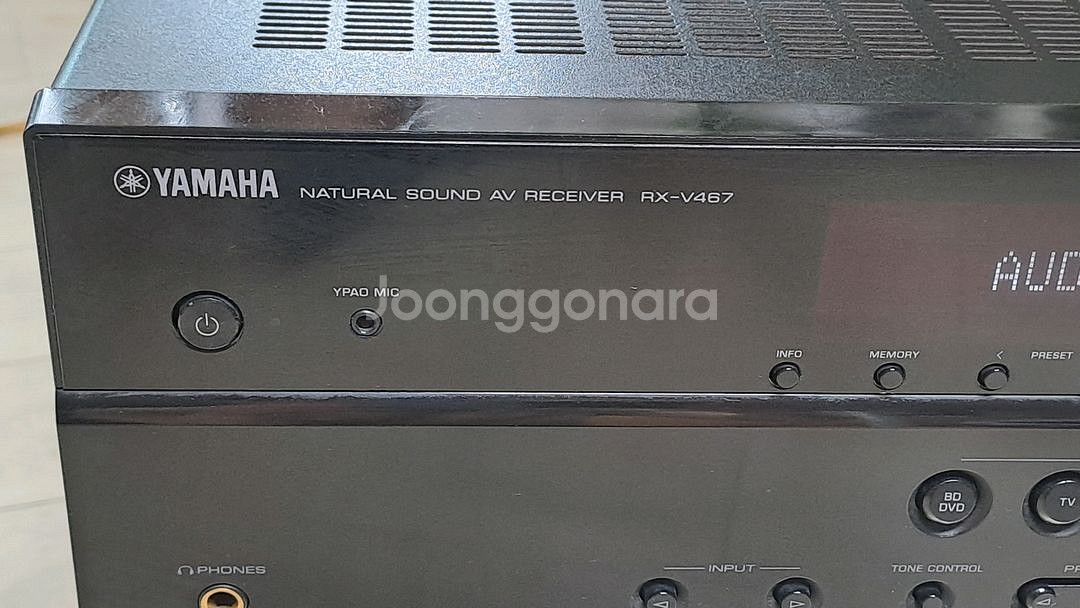 YAMAHA NATURAL SOUND AV RECEIVER RX-V467
AUD
YPAO MIC
Joonggonara
INFO MEMORY < PRESET
BD
DVD
TV
PHONES
INPUT
TONE CONTROL